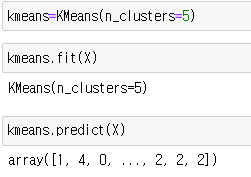 kmeans=KMeans(n_clusters=5)
kmeans.fit(X)
KMeans(n_clusters=5)
kmeans.predict(X)
array([1, 4, 0, ..., 2, 2, 2])